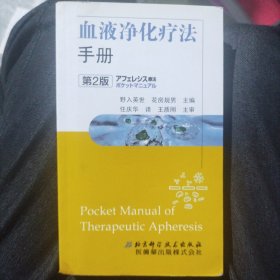 血液净化疗法
手册
第2版
アフェレシス療法
ポケットマニュアル
野入英世 花房规男 主编
任庆华 译 王质刚 主审
Pocket Manual of
Therapeutic Apheresis
北京科学技术出版社
医歯薬出版株式会社